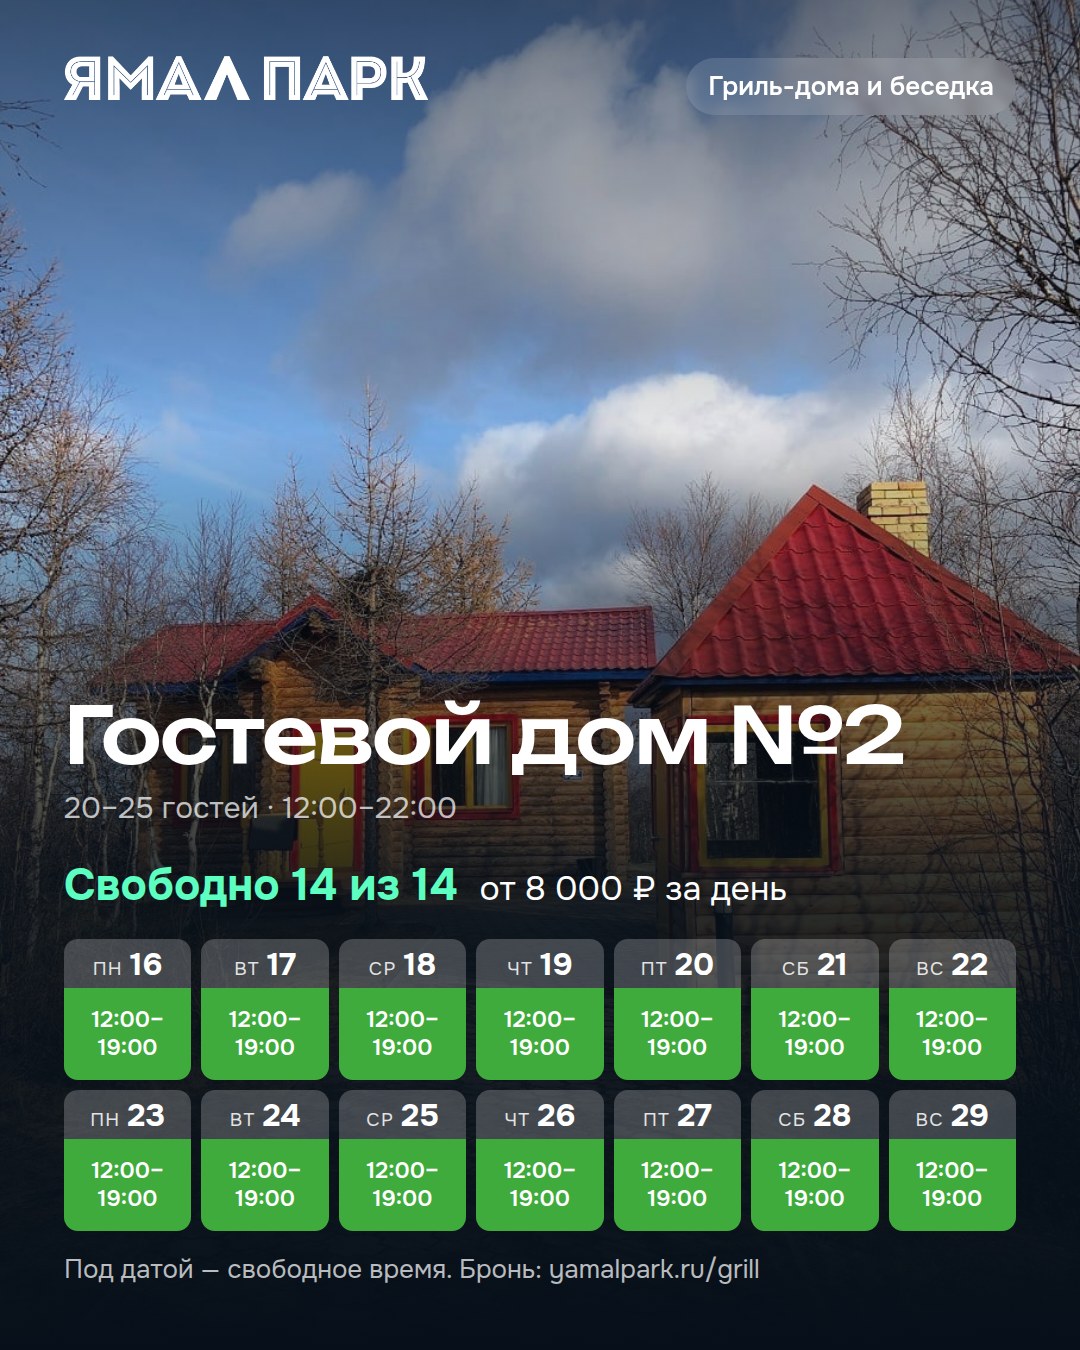 ЯМАЛ ПАРК
Гриль-дома и беседка
Гостевой дом №2
20–25 гостей · 12:00–22:00
Свободно 14 из 14 от 8 000 ₽ за день
ПН 16 ВТ 17 СР 18 ЧТ 19 ПТ 20 СБ 21 ВС 22
12:00– 12:00– 12:00– 12:00– 12:00– 12:00– 12:00–
19:00 19:00 19:00 19:00 19:00 19:00 19:00
ПН 23 ВТ 24 СР 25 ЧТ 26 ПТ 27 СБ 28 ВС 29
12:00– 12:00– 12:00– 12:00– 12:00– 12:00– 12:00–
19:00 19:00 19:00 19:00 19:00 19:00 19:00
Под датой — свободное время. Бронь: yamalpark.ru/grill